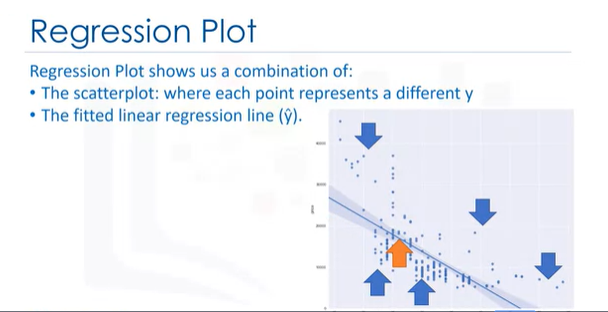 Regression Plot
Regression Plot shows us a combination of:
• The scatterplot: where each point represents a different y
• The fitted linear regression line (ŷ).